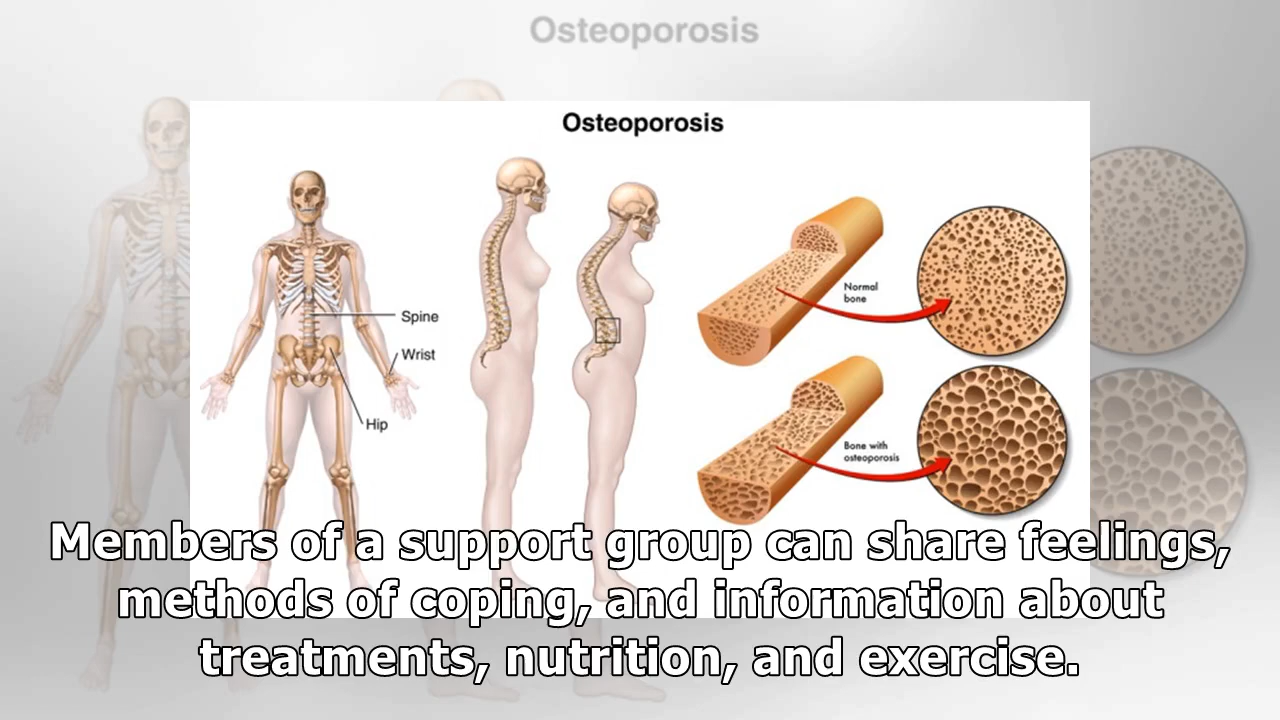 Osteoporosis
Osteoporosis
Spine
Wrist
Hip
Normal
bone
Bone with
osteoporosis
Members of a support group can share feelings,
methods of coping, and information about
treatments, nutrition, and exercise.